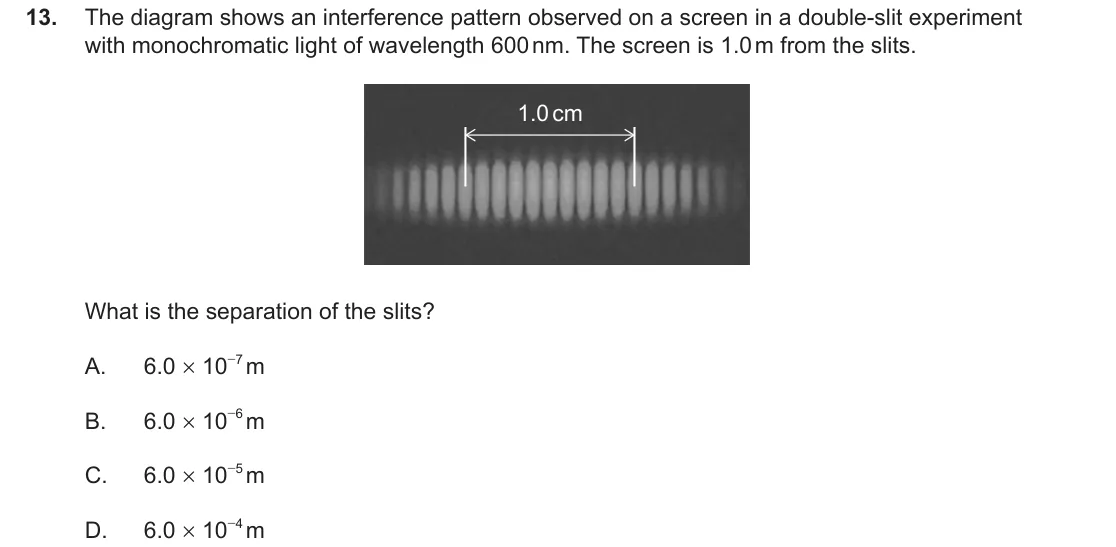 13. The diagram shows an interference pattern observed on a screen in a double-slit experiment
with monochromatic light of wavelength 600 nm. The screen is 1.0 m from the slits.
1.0 cm
What is the separation of the slits?
A. 6.0 × 10⁻⁷ m
B. 6.0 × 10⁻⁶ m
C. 6.0 × 10⁻⁵ m
D. 6.0 × 10⁻⁴ m